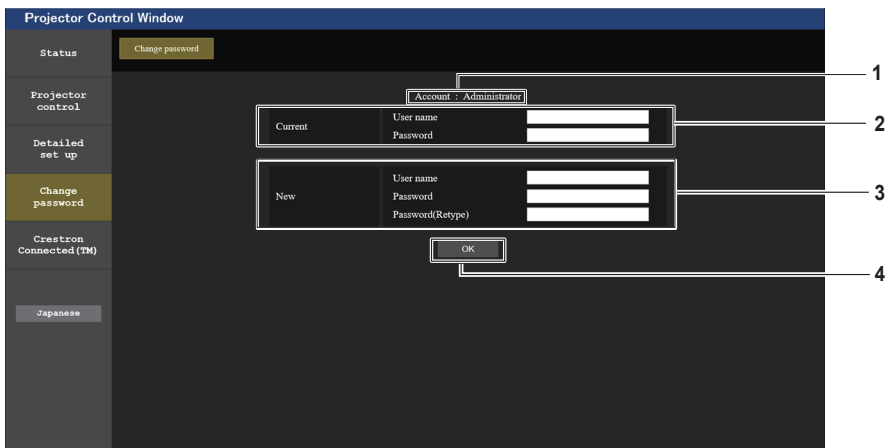 Projector Control Window
Status
Projector
control
Detailed
set up
Change
password
Crestron
Connected(TM)
Japanese
Change password
Account : Administrator
Current
User name
Password
New
User name
Password
Password(Retype)
OK
1
2
3
4